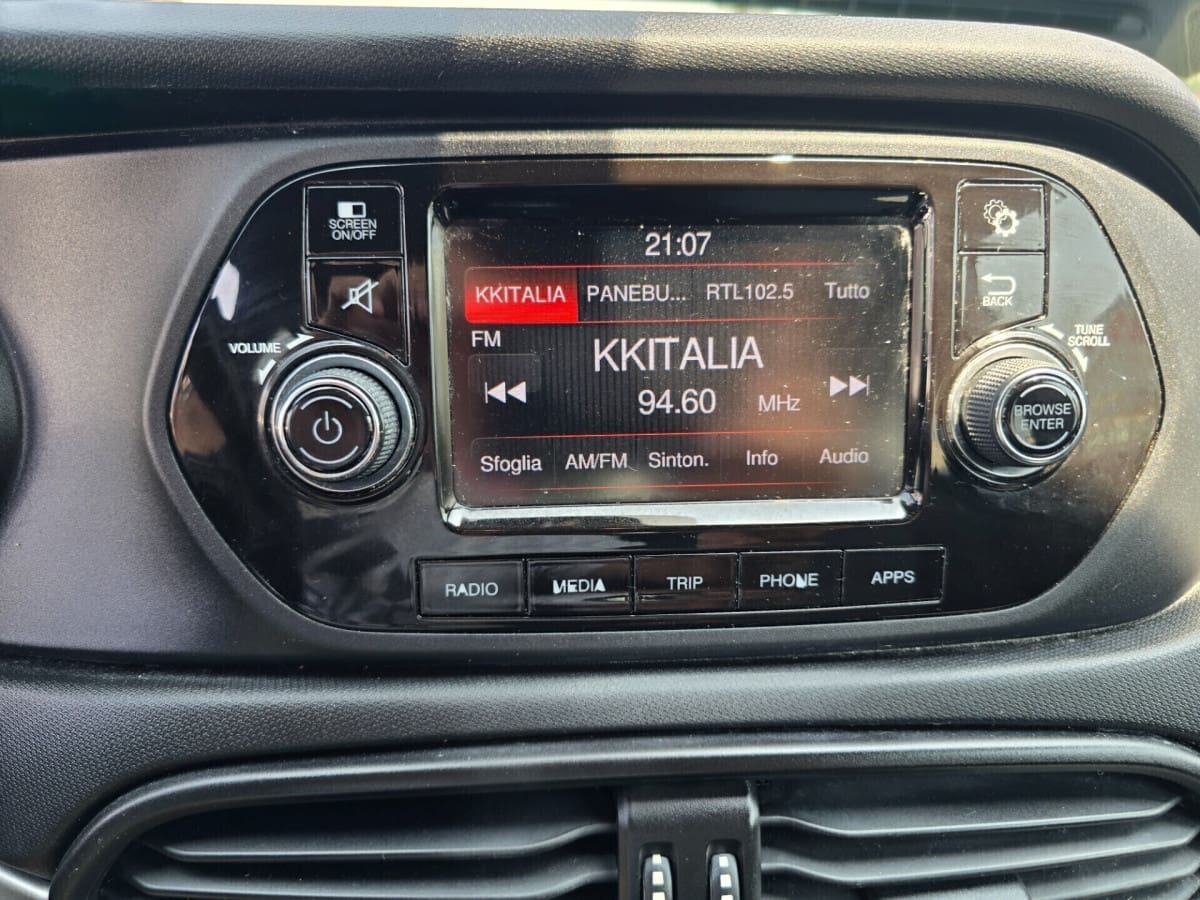 SCREEN
ON/OFF
VOLUME
21:07
KKITALIA PANEBU... RTL102.5 Tutto
FM
KKITALIA
94.60 MHz
Sfoglia AM/FM Sinton. Info Audio
BACK
TUNE
SCROLL
BROWSE
ENTER
RADIO MEDIA TRIP PHONE APPS